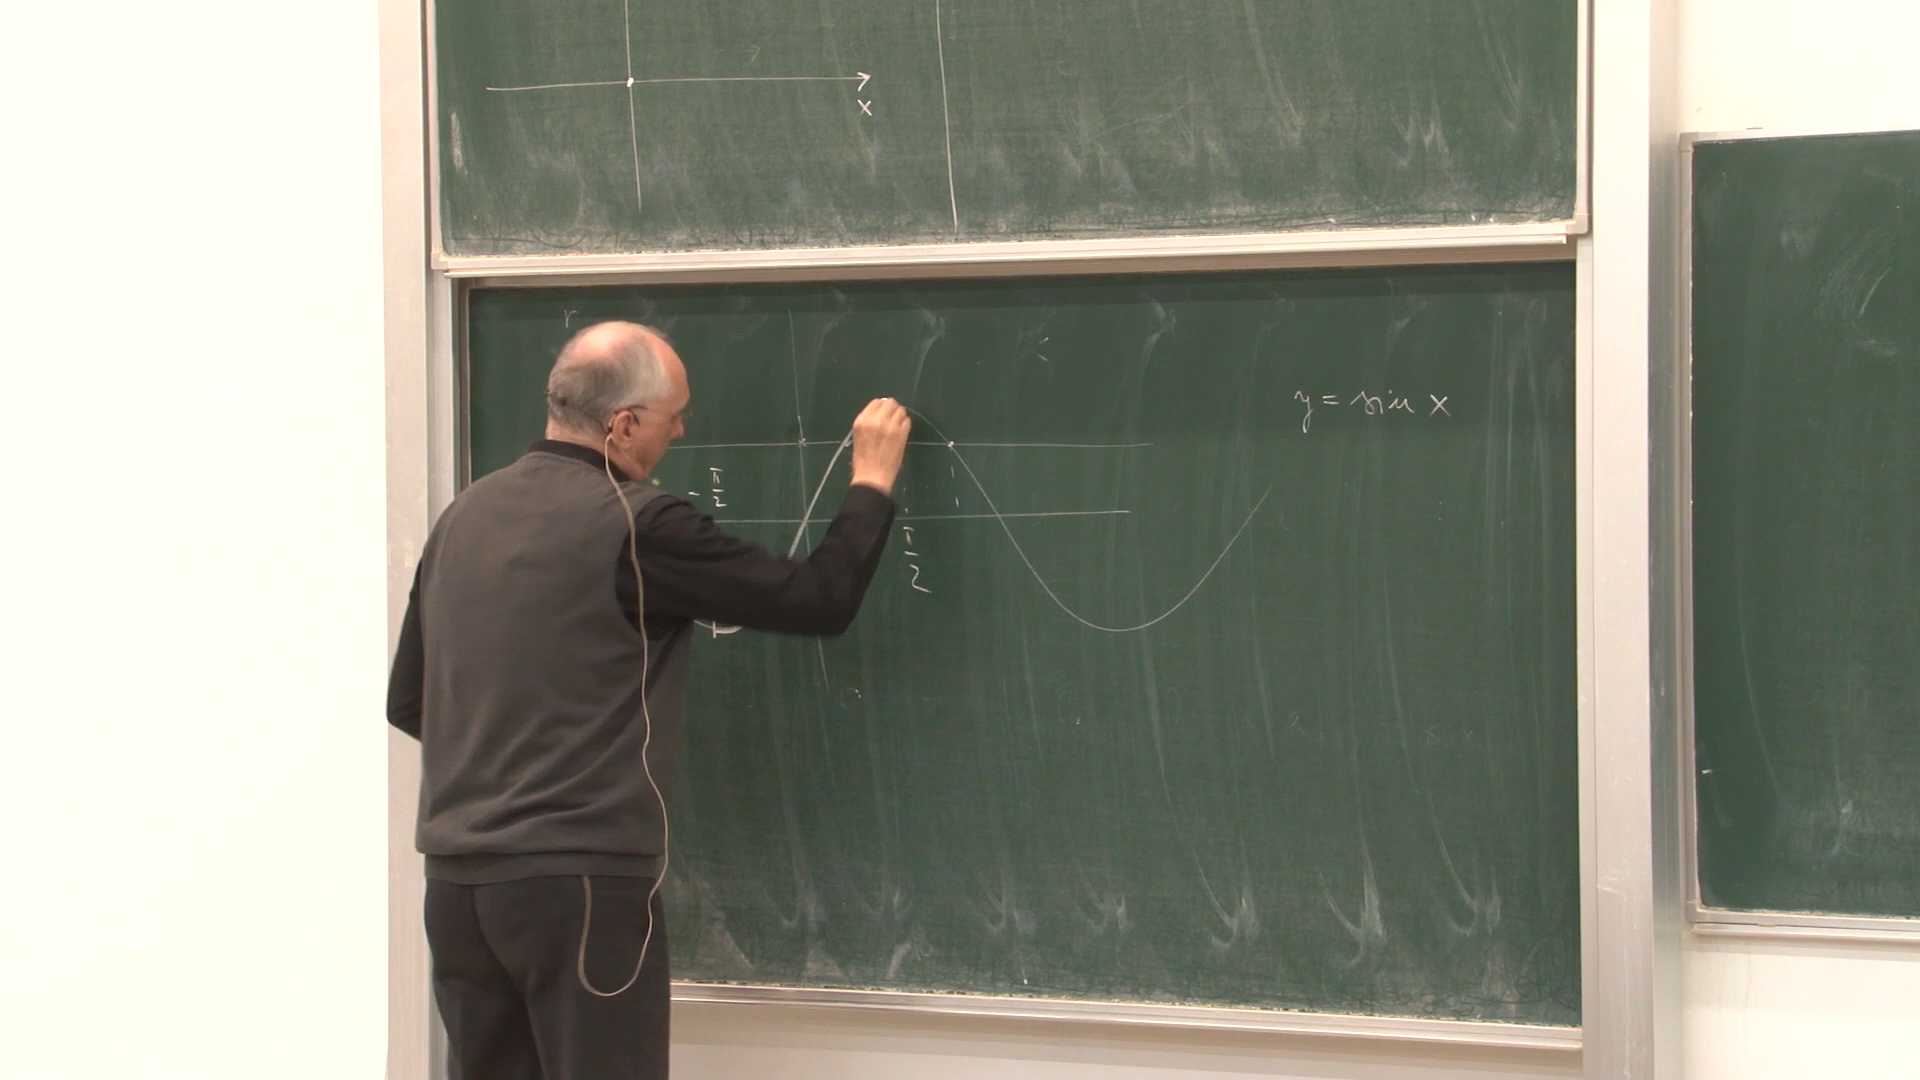 x
y = sin x
- π/2
π/2